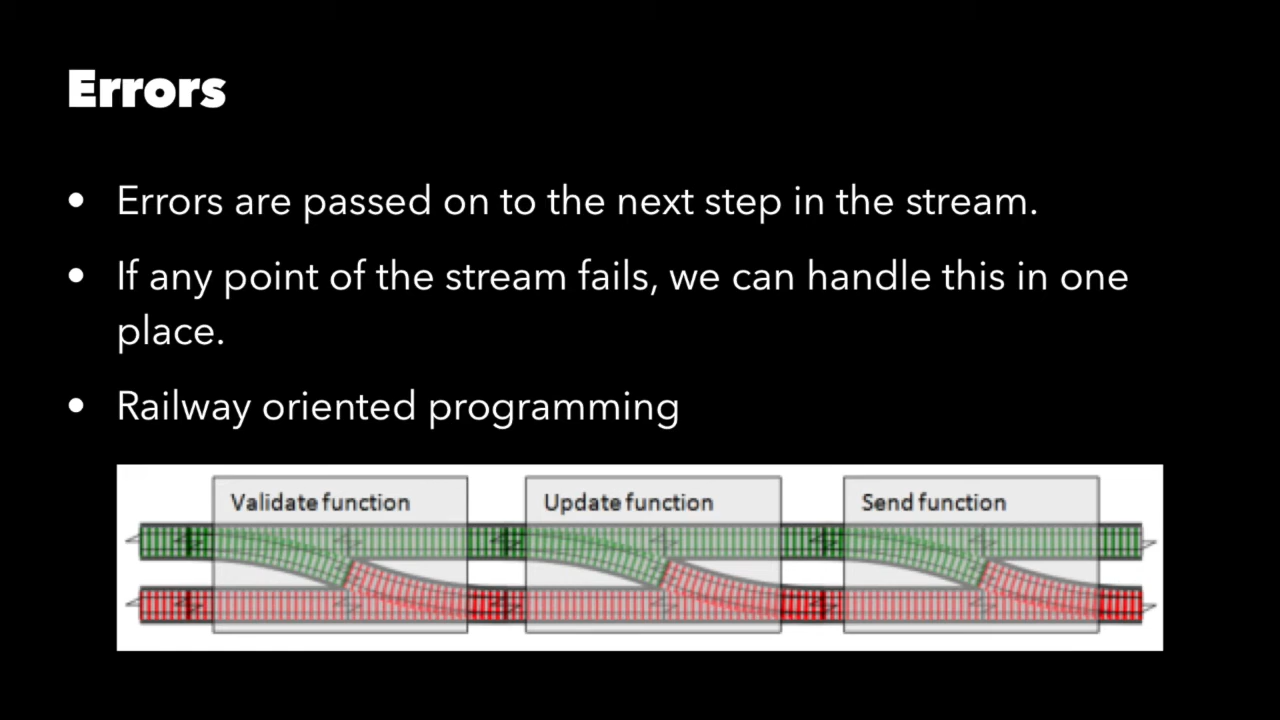 Errors
• Errors are passed on to the next step in the stream.
• If any point of the stream fails, we can handle this in one
place.
• Railway oriented programming
Validate function
Update function
Send function